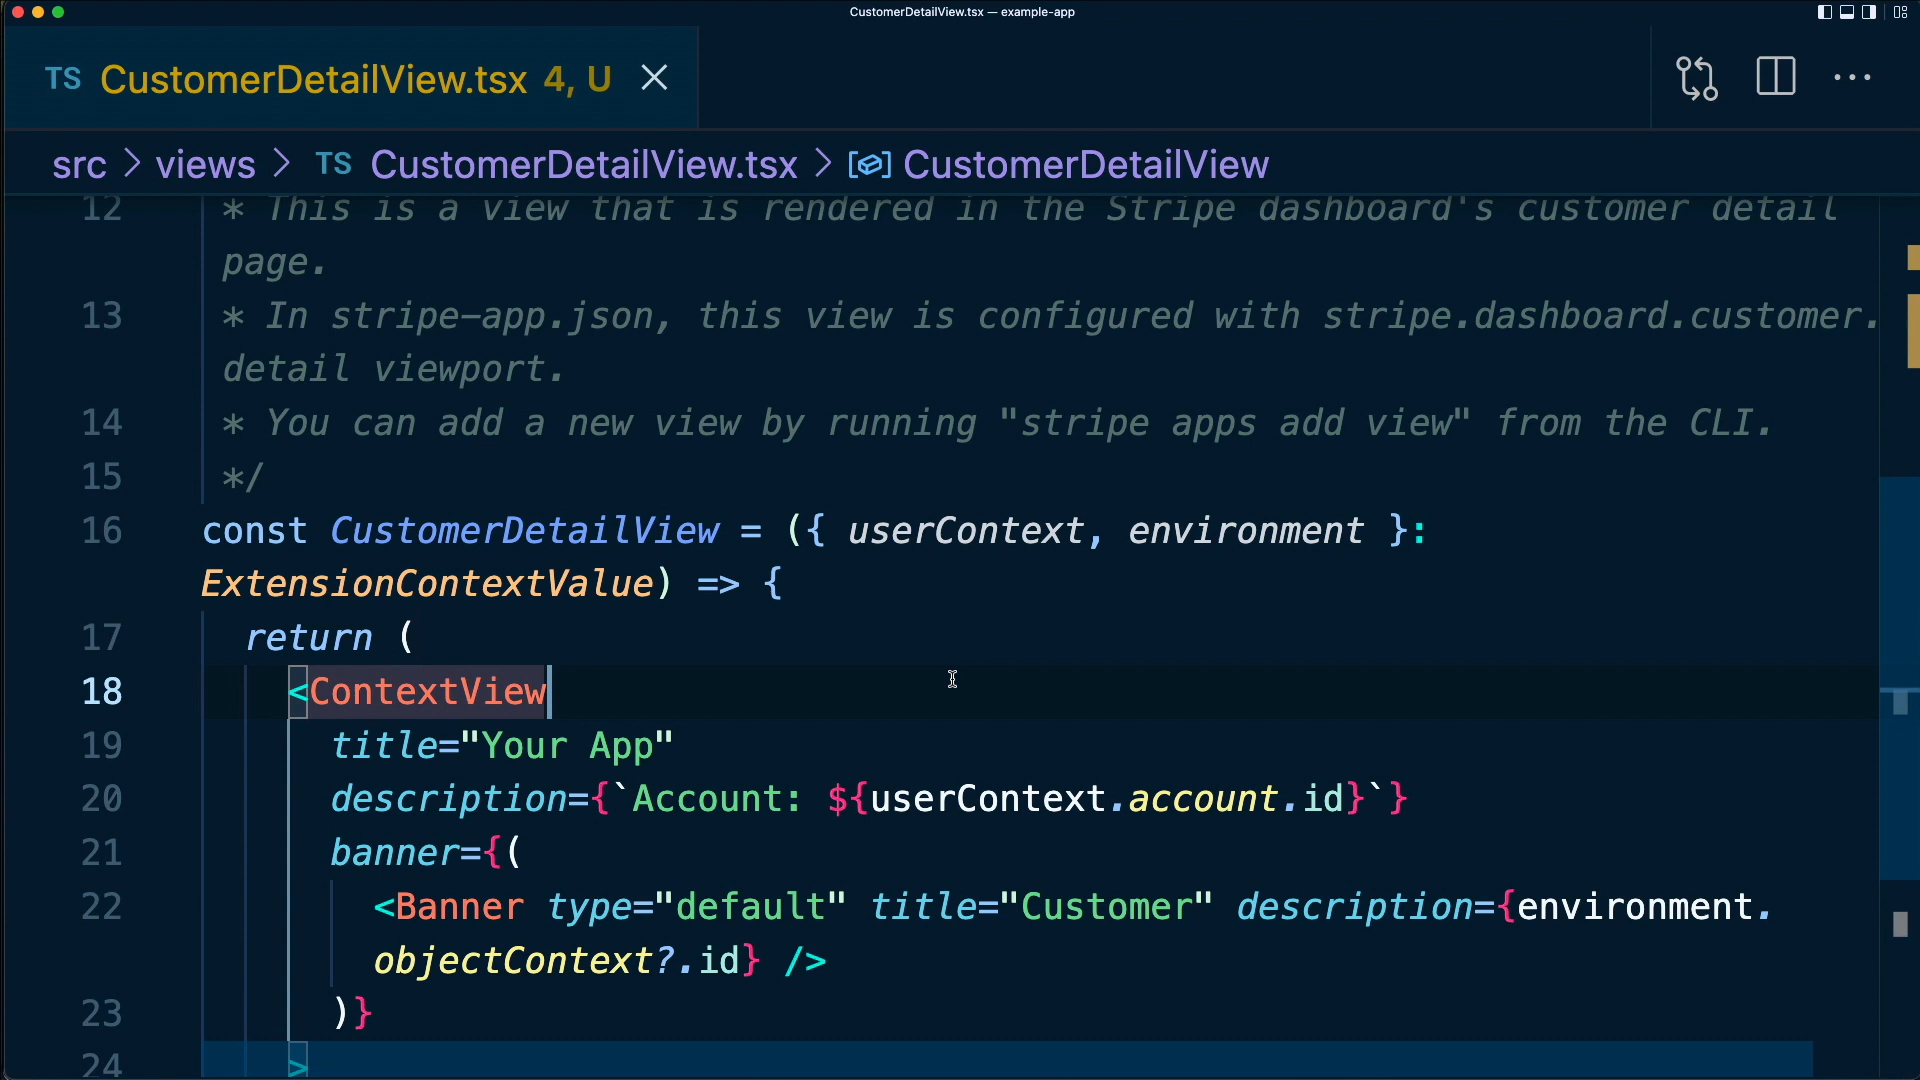 CustomerDetailView.tsx — example-app
TS CustomerDetailView.tsx 4, U
src > views > TS CustomerDetailView.tsx > CustomerDetailView
12 * This is a view that is rendered in the Stripe dashboard's customer detail
page.
13 * In stripe-app.json, this view is configured with stripe.dashboard.customer.
detail viewport.
14 * You can add a new view by running "stripe apps add view" from the CLI.
15 */
16 const CustomerDetailView = ({ userContext, environment }:
ExtensionContextValue) => {
17 return (
18 <ContextView
19 title="Your App"
20 description={`Account: ${userContext.account.id}`}
21 banner={(
22 <Banner type="default" title="Customer" description={environment.
objectContext?.id} />
23 )}
24 >